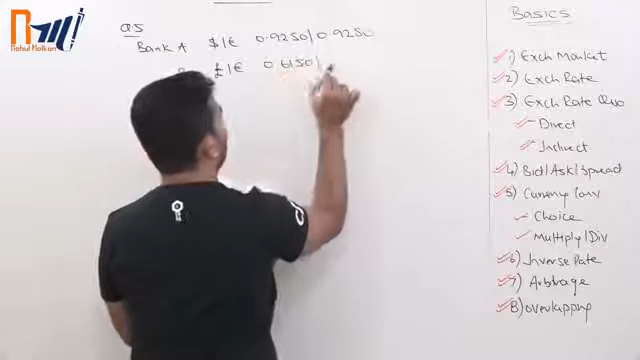 Rahul Malkan
Q5
Bank A $/€ 0.9250/0.9250
£/€ 0.6150/
Basics
1) Exch Market
2) Exch Rate
3) Exch Rate Quo
- Direct
- Indirect
4) Bid/Ask/Spread
5) Currency Conv
- Choice
- Multiply/Div
6) Inverse Rate
7) Arbitrage
8) overlapping